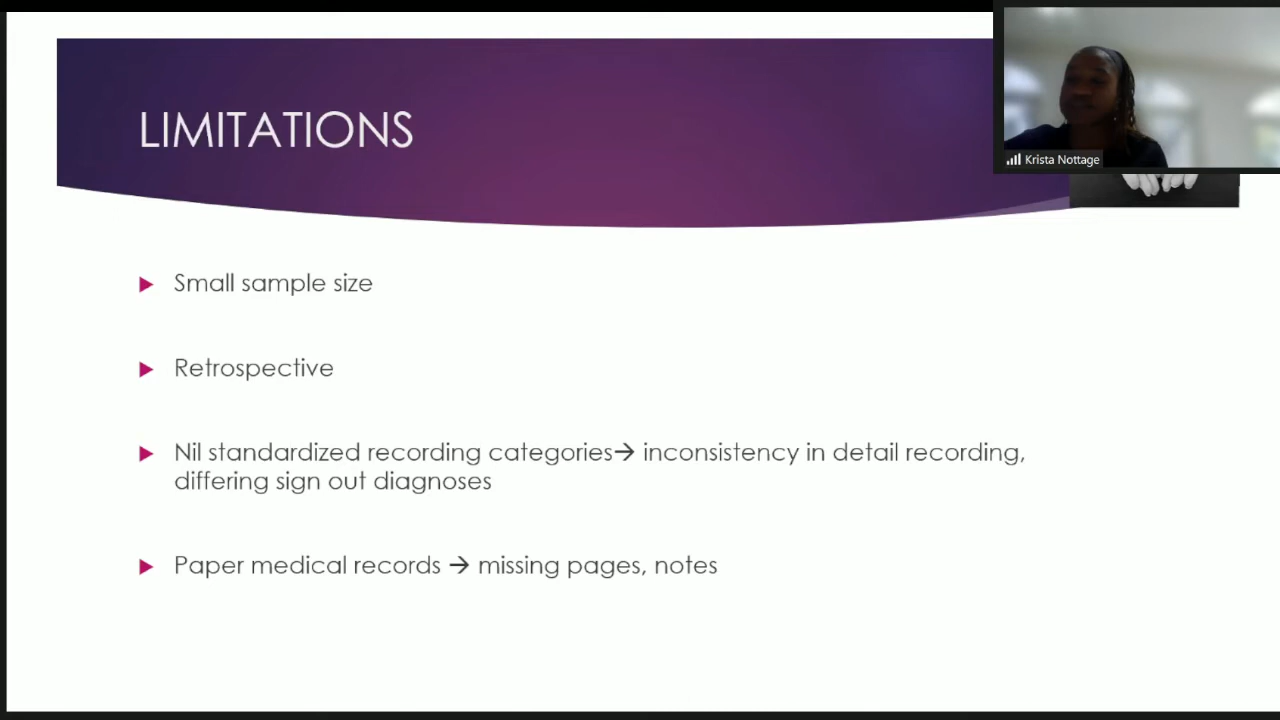 LIMITATIONS
Krista Nottage
Small sample size
Retrospective
Nil standardized recording categories→ inconsistency in detail recording,
differing sign out diagnoses
Paper medical records → missing pages, notes